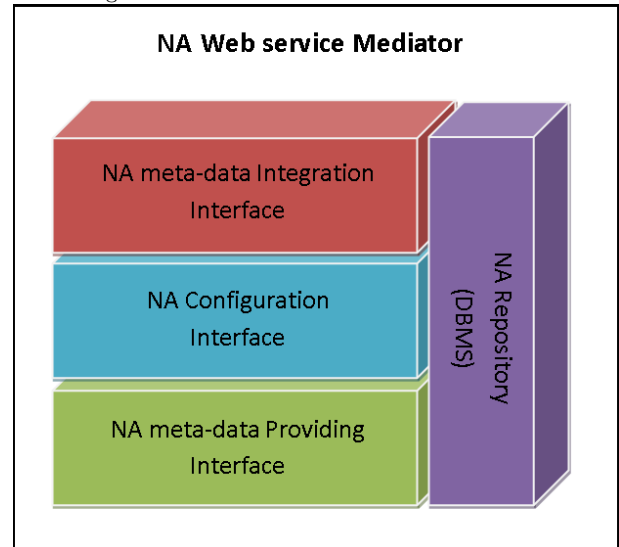 NA Web service Mediator
NA meta-data Integration
Interface
NA Configuration
Interface
NA meta-data Providing
Interface
NA Repository
(DBMS)